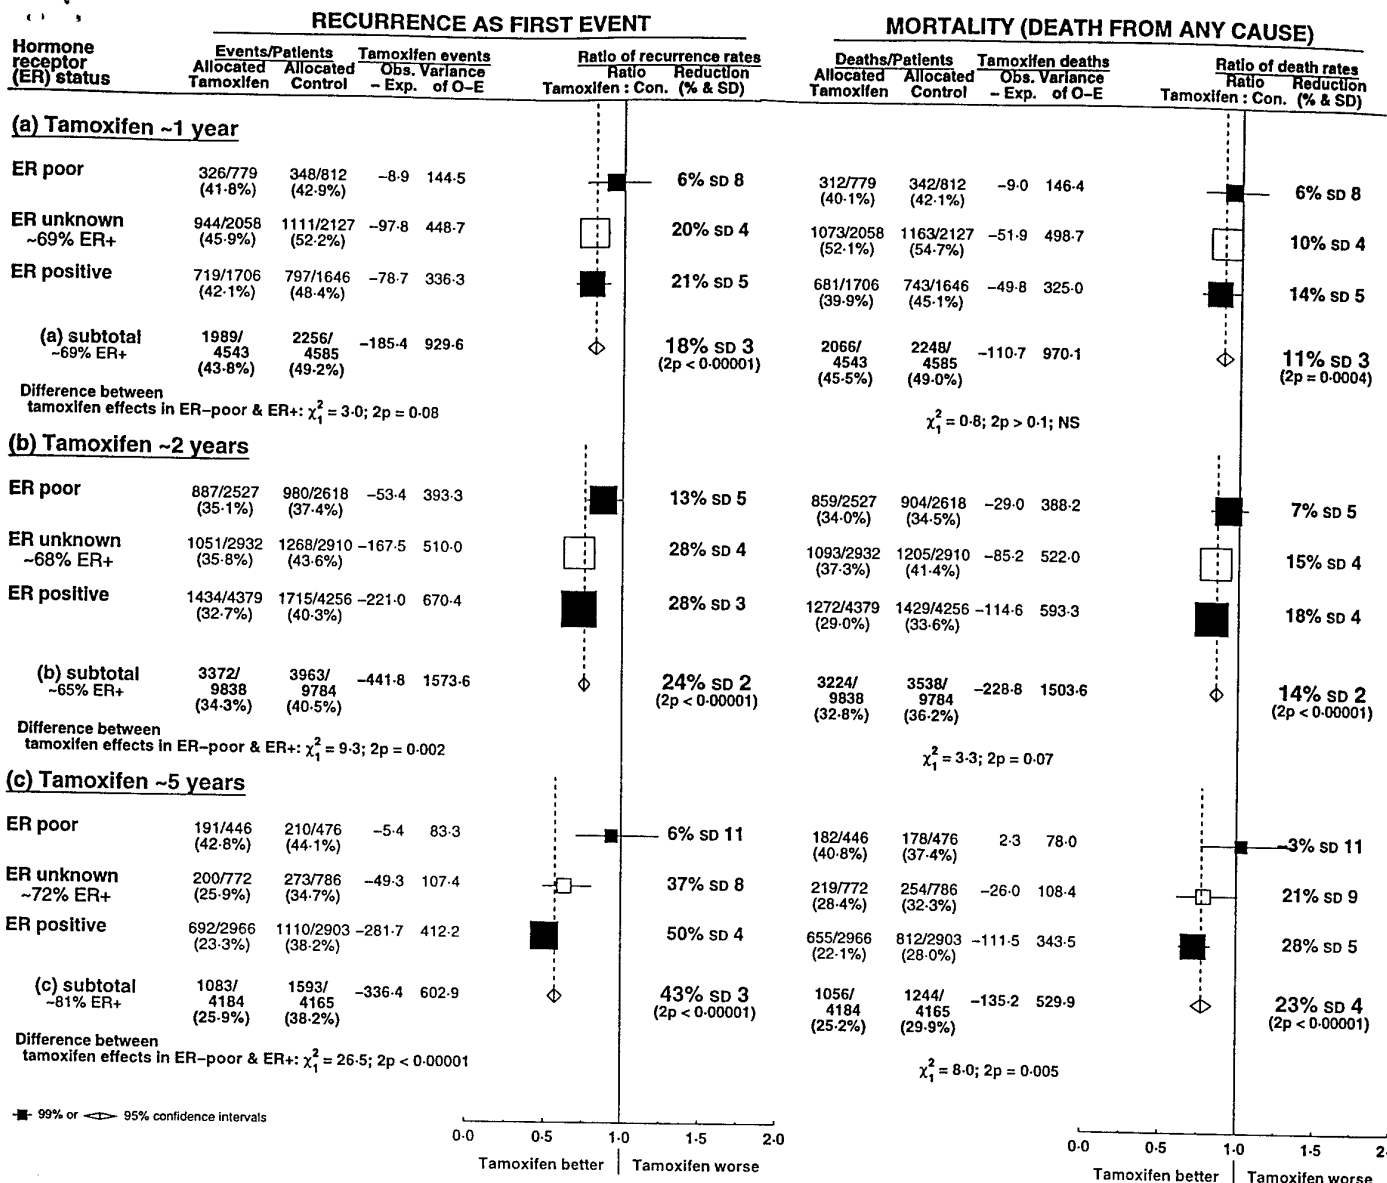 RECURRENCE AS FIRST EVENT
MORTALITY (DEATH FROM ANY CAUSE)
Hormone receptor (ER) status
Events/Patients
Allocated Tamoxifen
Allocated Control
Tamoxifen events
Obs. – Exp.
Variance of O–E
Ratio of recurrence rates
Ratio Tamoxifen : Con.
Reduction (% & SD)
Deaths/Patients
Allocated Tamoxifen
Allocated Control
Tamoxifen deaths
Obs. – Exp.
Variance of O–E
Ratio of death rates
Ratio Tamoxifen : Con.
Reduction (% & SD)
(a) Tamoxifen ~1 year
ER poor 326/779 348/812 –8·9 144·5 6% SD 8 312/779 342/812 –9·0 146·4 6% SD 8
(41·8%) (42·9%) (40·1%) (42·1%)
ER unknown 944/2058 1111/2127 –97·8 448·7 20% SD 4 1073/2058 1163/2127 –51·9 498·7 10% SD 4
~69% ER+ (45·9%) (52·2%) (52·1%) (54·7%)
ER positive 719/1706 797/1646 –78·7 336·3 21% SD 5 681/1706 743/1646 –49·8 325·0 14% SD 5
(42·1%) (48·4%) (39·9%) (45·1%)
(a) subtotal 1989/ 2256/ –185·4 929·6 18% SD 3 2066/ 2248/ –110·7 970·1 11% SD 3
~69% ER+ 4543 4585 (2p < 0·00001) 4543 4585 (2p = 0·0004)
(43·8%) (49·2%) (45·5%) (49·0%)
Difference between
tamoxifen effects in ER–poor & ER+: χ²₁ = 3·0; 2p = 0·08 χ²₁ = 0·8; 2p > 0·1; NS
(b) Tamoxifen ~2 years
ER poor 887/2527 980/2618 –53·4 393·3 13% SD 5 859/2527 904/2618 –29·0 388·2 7% SD 5
(35·1%) (37·4%) (34·0%) (34·5%)
ER unknown 1051/2932 1268/2910 –167·5 510·0 28% SD 4 1093/2932 1205/2910 –85·2 522·0 15% SD 4
~68% ER+ (35·8%) (43·6%) (37·3%) (41·4%)
ER positive 1434/4379 1715/4256 –221·0 670·4 28% SD 3 1272/4379 1429/4256 –114·6 593·3 18% SD 4
(32·7%) (40·3%) (29·0%) (33·6%)
(b) subtotal 3372/ 3963/ –441·8 1573·6 24% SD 2 3224/ 3538/ –228·8 1503·6 14% SD 2
~65% ER+ 9838 9784 (2p < 0·00001) 9838 9784 (2p < 0·00001)
(34·3%) (40·5%) (32·8%) (36·2%)
Difference between
tamoxifen effects in ER–poor & ER+: χ²₁ = 9·3; 2p = 0·002 χ²₁ = 3·3; 2p = 0·07
(c) Tamoxifen ~5 years
ER poor 191/446 210/476 –5·4 83·3 6% SD 11 182/446 178/476 2·3 78·0 –3% SD 11
(42·8%) (44·1%) (40·8%) (37·4%)
ER unknown 200/772 273/786 –49·3 107·4 37% SD 8 219/772 254/786 –26·0 108·4 21% SD 9
~72% ER+ (25·9%) (34·7%) (28·4%) (32·3%)
ER positive 692/2966 1110/2903 –281·7 412·2 50% SD 4 655/2966 812/2903 –111·5 343·5 28% SD 5
(23·3%) (38·2%) (22·1%) (28·0%)
(c) subtotal 1083/ 1593/ –336·4 602·9 43% SD 3 1056/ 1244/ –135·2 529·9 23% SD 4
~81% ER+ 4184 4165 (2p < 0·00001) 4184 4165 (2p < 0·00001)
(25·9%) (38·2%) (25·2%) (29·9%)
Difference between
tamoxifen effects in ER–poor & ER+: χ²₁ = 26·5; 2p < 0·00001 χ²₁ = 8·0; 2p = 0·005
99% or 95% confidence intervals
0·0 0·5 1·0 1·5 2·0 0·0 0·5 1·0 1·5 2·
Tamoxifen better Tamoxifen worse Tamoxifen better Tamoxifen worse